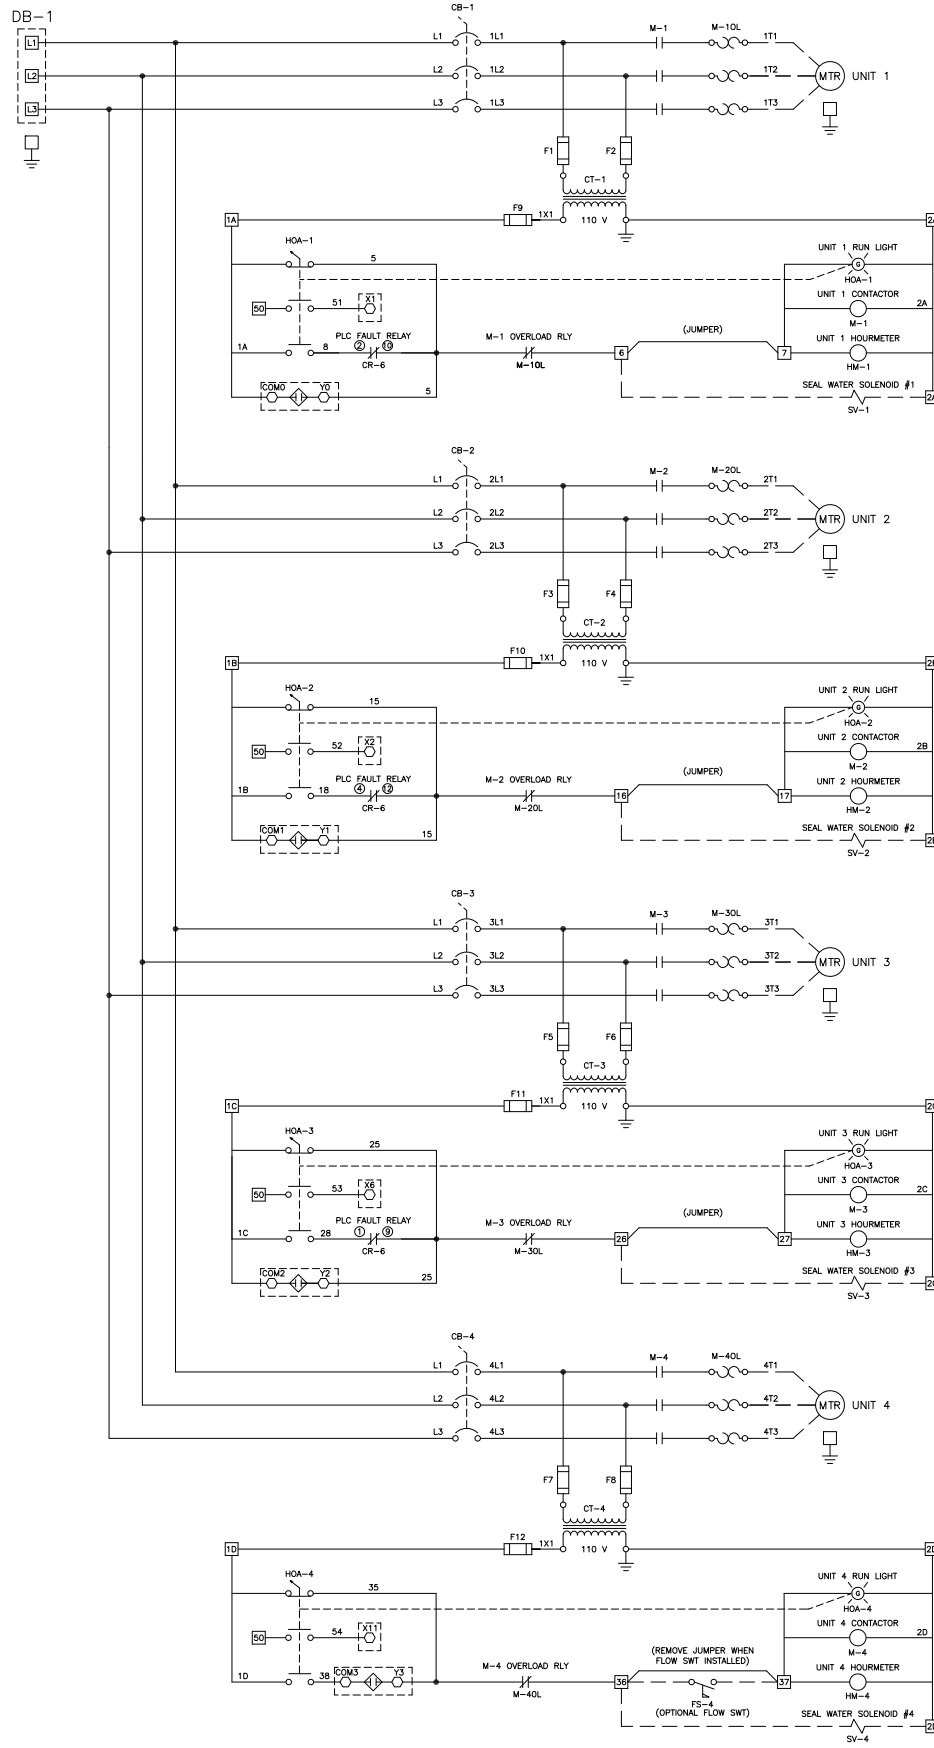 DB-1
CB-1
L1
L1
1L1
M-1
M-1OL
1T1
L2
L2
1L2
1T2
MTR
UNIT 1
L3
L3
1L3
1T3
F1
F2
CT-1
1A
F9
1X1
110 V
HOA-1
5
UNIT 1 RUN LIGHT
G
HOA-1
50
51
X1
UNIT 1 CONTACTOR
2A
M-1
PLC FAULT RELAY
M-1 OVERLOAD RLY
(JUMPER)
UNIT 1 HOURMETER
1A
8
2
10
6
7
CR-6
M-1OL
HM-1
COM0
Y0
5
SEAL WATER SOLENOID #1
SV-1
CB-2
L1
2L1
M-2
M-2OL
2T1
L2
2L2
2T2
MTR
UNIT 2
L3
2L3
2T3
F3
F4
CT-2
1B
F10
1X1
110 V
HOA-2
15
UNIT 2 RUN LIGHT
G
HOA-2
50
52
X2
UNIT 2 CONTACTOR
2B
M-2
PLC FAULT RELAY
M-2 OVERLOAD RLY
(JUMPER)
UNIT 2 HOURMETER
1B
18
4
12
16
17
CR-6
M-2OL
HM-2
COM1
Y1
15
SEAL WATER SOLENOID #2
SV-2
CB-3
L1
3L1
M-3
M-3OL
3T1
L2
3L2
3T2
MTR
UNIT 3
L3
3L3
3T3
F5
F6
CT-3
1C
F11
1X1
110 V
HOA-3
25
UNIT 3 RUN LIGHT
G
HOA-3
50
53
X6
UNIT 3 CONTACTOR
2C
M-3
PLC FAULT RELAY
M-3 OVERLOAD RLY
(JUMPER)
UNIT 3 HOURMETER
1C
28
1
9
26
27
CR-6
M-3OL
HM-3
COM2
Y2
25
SEAL WATER SOLENOID #3
SV-3
CB-4
L1
4L1
M-4
M-4OL
4T1
L2
4L2
4T2
MTR
UNIT 4
L3
4L3
4T3
F7
F8
CT-4
1D
F12
1X1
110 V
HOA-4
35
UNIT 4 RUN LIGHT
G
HOA-4
50
54
X11
UNIT 4 CONTACTOR
2D
M-4
(REMOVE JUMPER WHEN
FLOW SWT INSTALLED)
M-4 OVERLOAD RLY
UNIT 4 HOURMETER
1D
38
COM3
Y3
36
37
M-4OL
FS-4
HM-4
(OPTIONAL FLOW SWT)
SEAL WATER SOLENOID #4
SV-4